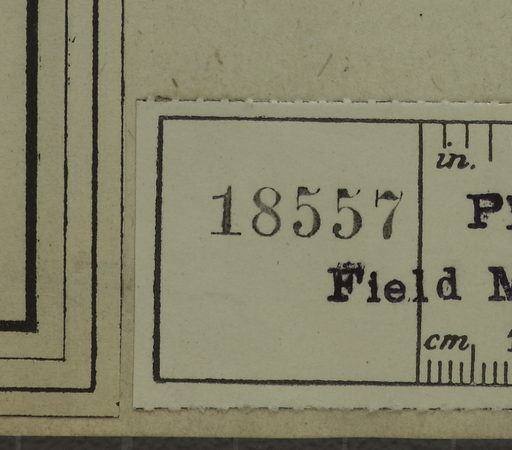 in.
18557 P
Field M
cm